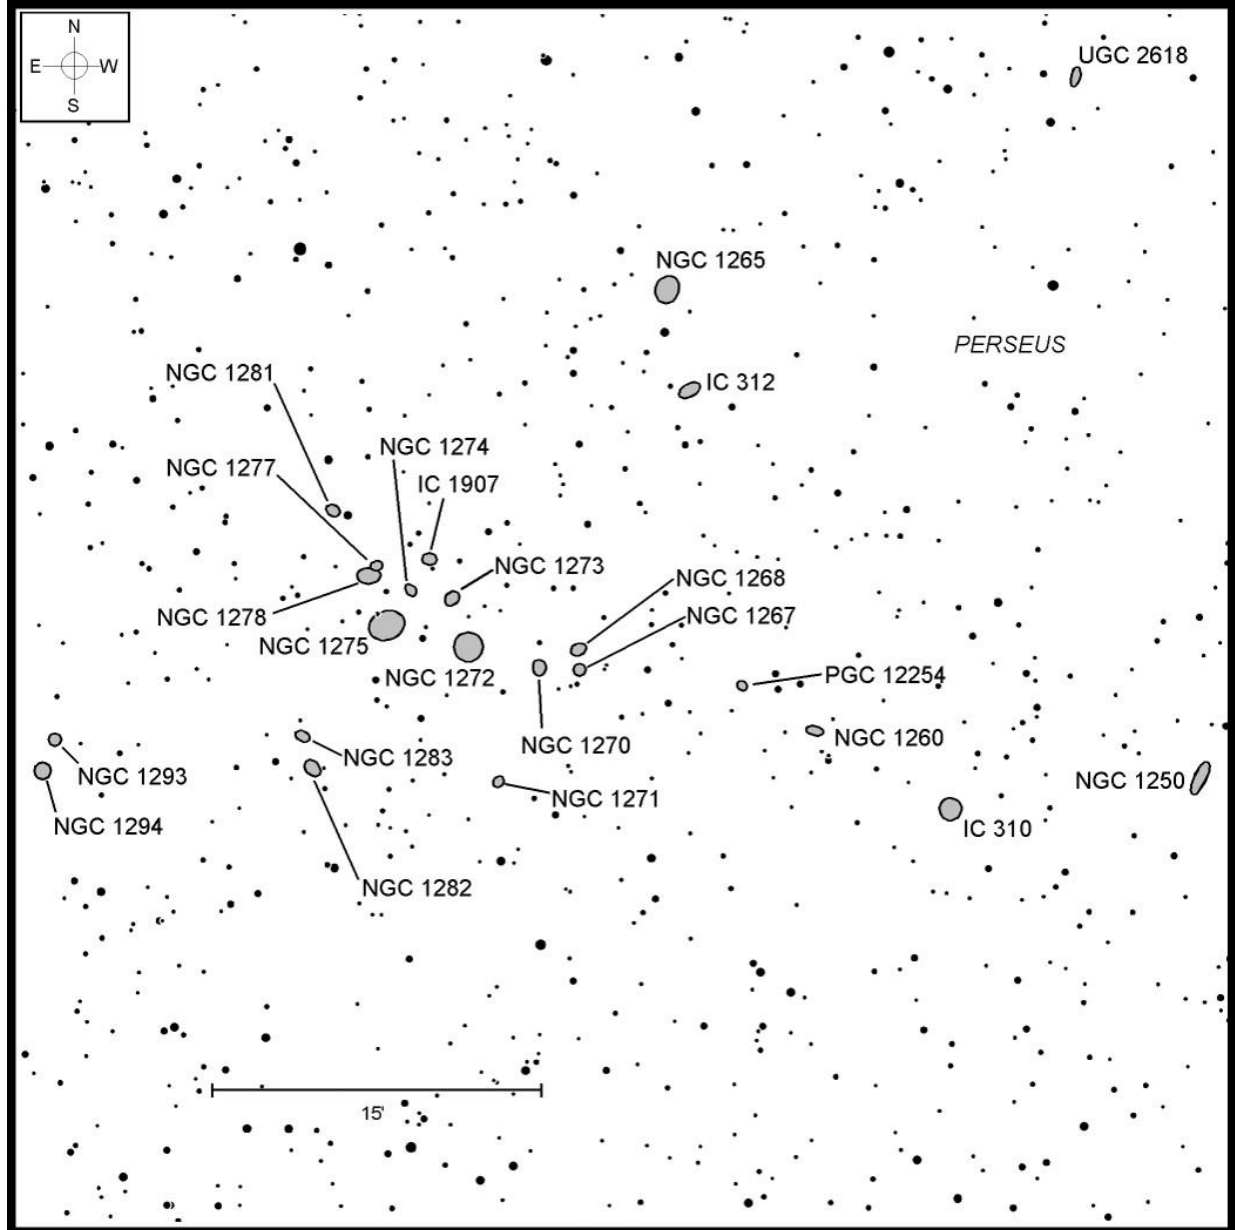 N
E W
S
UGC 2618
NGC 1265
PERSEUS
IC 312
NGC 1281
NGC 1274
NGC 1277
IC 1907
NGC 1273
NGC 1268
NGC 1278
NGC 1267
NGC 1275
NGC 1272
PGC 12254
NGC 1270
NGC 1260
NGC 1283
NGC 1293
NGC 1250
NGC 1271
NGC 1294
IC 310
NGC 1282
15'